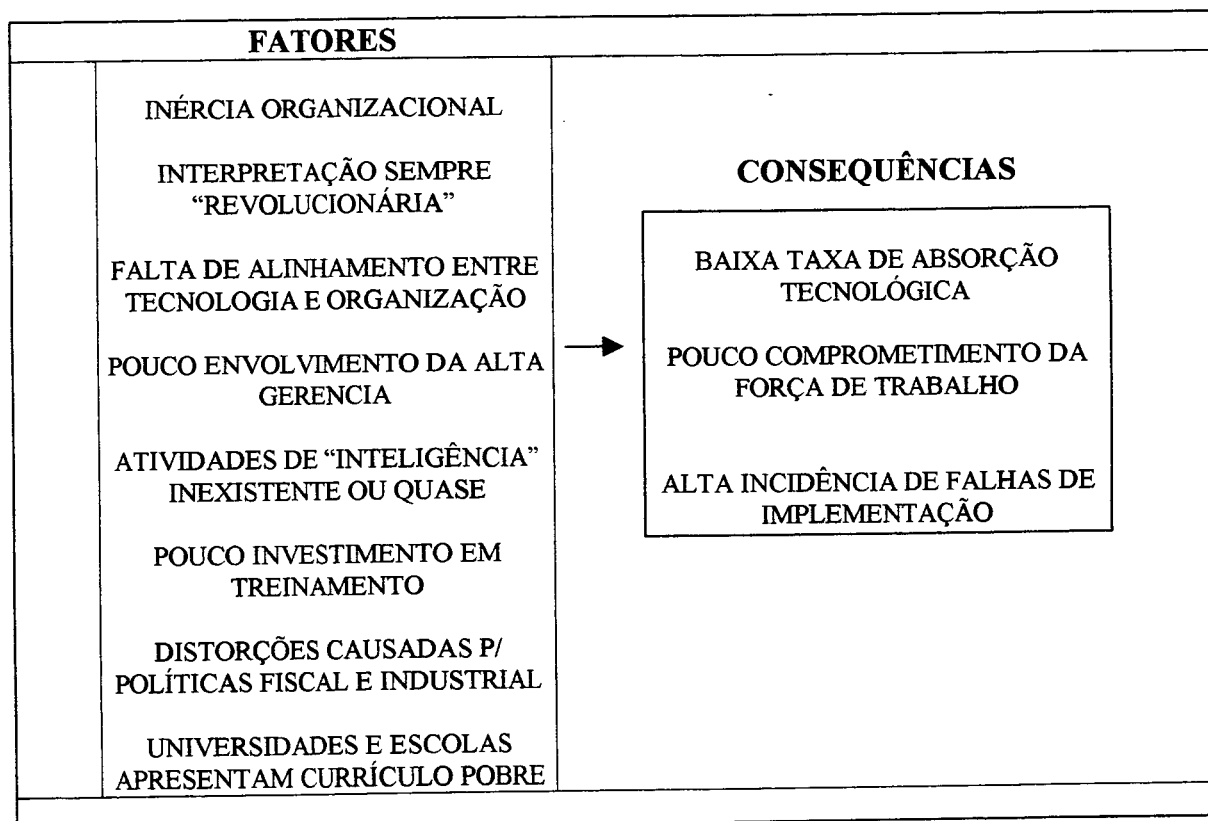 FATORES
INÉRCIA ORGANIZACIONAL
INTERPRETAÇÃO SEMPRE
“REVOLUCIONÁRIA”
FALTA DE ALINHAMENTO ENTRE
TECNOLOGIA E ORGANIZAÇÃO
POUCO ENVOLVIMENTO DA ALTA
GERENCIA
ATIVIDADES DE “INTELIGÊNCIA”
INEXISTENTE OU QUASE
POUCO INVESTIMENTO EM
TREINAMENTO
DISTORÇÕES CAUSADAS P/
POLÍTICAS FISCAL E INDUSTRIAL
UNIVERSIDADES E ESCOLAS
APRESENTAM CURRÍCULO POBRE
CONSEQUÊNCIAS
BAIXA TAXA DE ABSORÇÃO
TECNOLÓGICA
POUCO COMPROMETIMENTO DA
FORÇA DE TRABALHO
ALTA INCIDÊNCIA DE FALHAS DE
IMPLEMENTAÇÃO